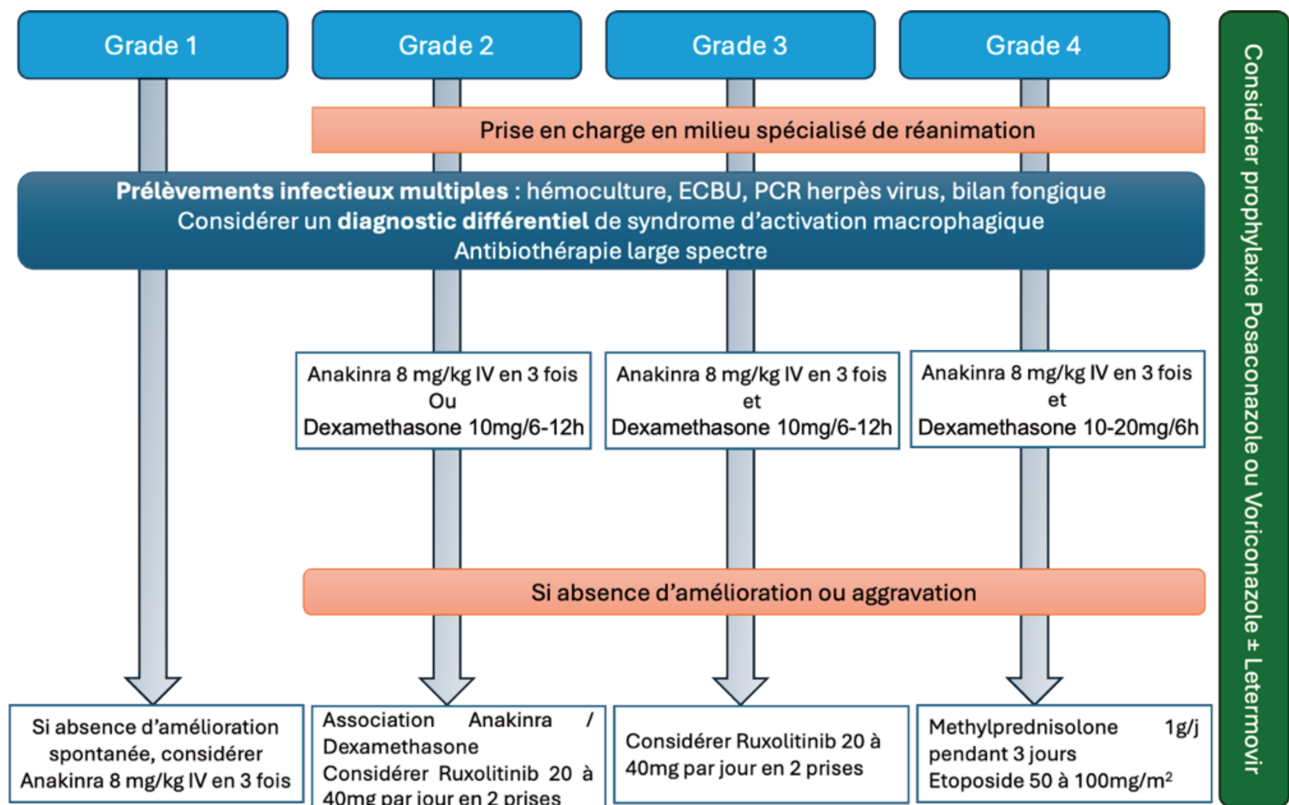 Grade 1
Grade 2
Grade 3
Grade 4
Prise en charge en milieu spécialisé de réanimation
Prélèvements infectieux multiples : hémoculture, ECBU, PCR herpès virus, bilan fongique
Considérer un diagnostic différentiel de syndrome d’activation macrophagique
Antibiothérapie large spectre
Anakinra 8 mg/kg IV en 3 fois
Ou
Dexamethasone 10mg/6-12h
Anakinra 8 mg/kg IV en 3 fois
et
Dexamethasone 10mg/6-12h
Anakinra 8 mg/kg IV en 3 fois
et
Dexamethasone 10-20mg/6h
Si absence d’amélioration ou aggravation
Si absence d’amélioration
spontanée, considérer
Anakinra 8 mg/kg IV en 3 fois
Association Anakinra /
Dexamethasone
Considérer Ruxolitinib 20 à
40mg par jour en 2 prises
Considérer Ruxolitinib 20 à
40mg par jour en 2 prises
Methylprednisolone 1g/j
pendant 3 jours
Etoposide 50 à 100mg/m²
Considérer prophylaxie Posaconazole ou Voriconazole ± Letermovir